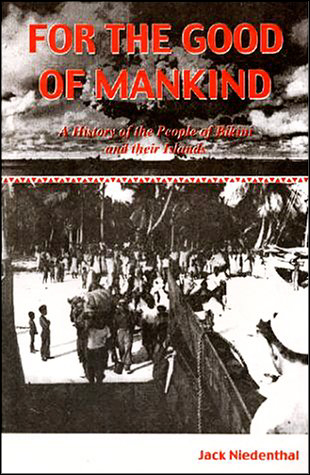 FOR THE GOOD
OF MANKIND
A History of the People of Bikini
and their Islands
Jack Niedenthal